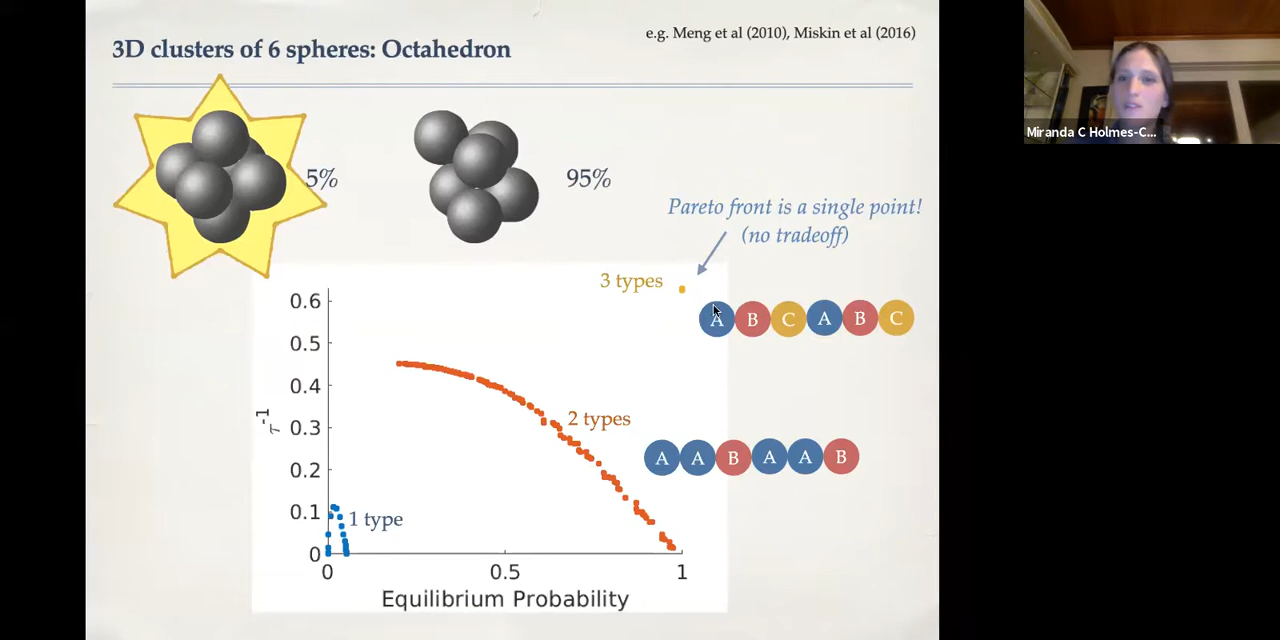 3D clusters of 6 spheres: Octahedron
e.g. Meng et al (2010), Miskin et al (2016)
5%
95%
Pareto front is a single point!
(no tradeoff)
3 types
A B C A B C
2 types
A A B A A B
1 type
0.6
0.5
0.4
0.3
0.2
0.1
0
τ⁻¹
0 0.5 1
Equilibrium Probability
Miranda C Holmes-C...